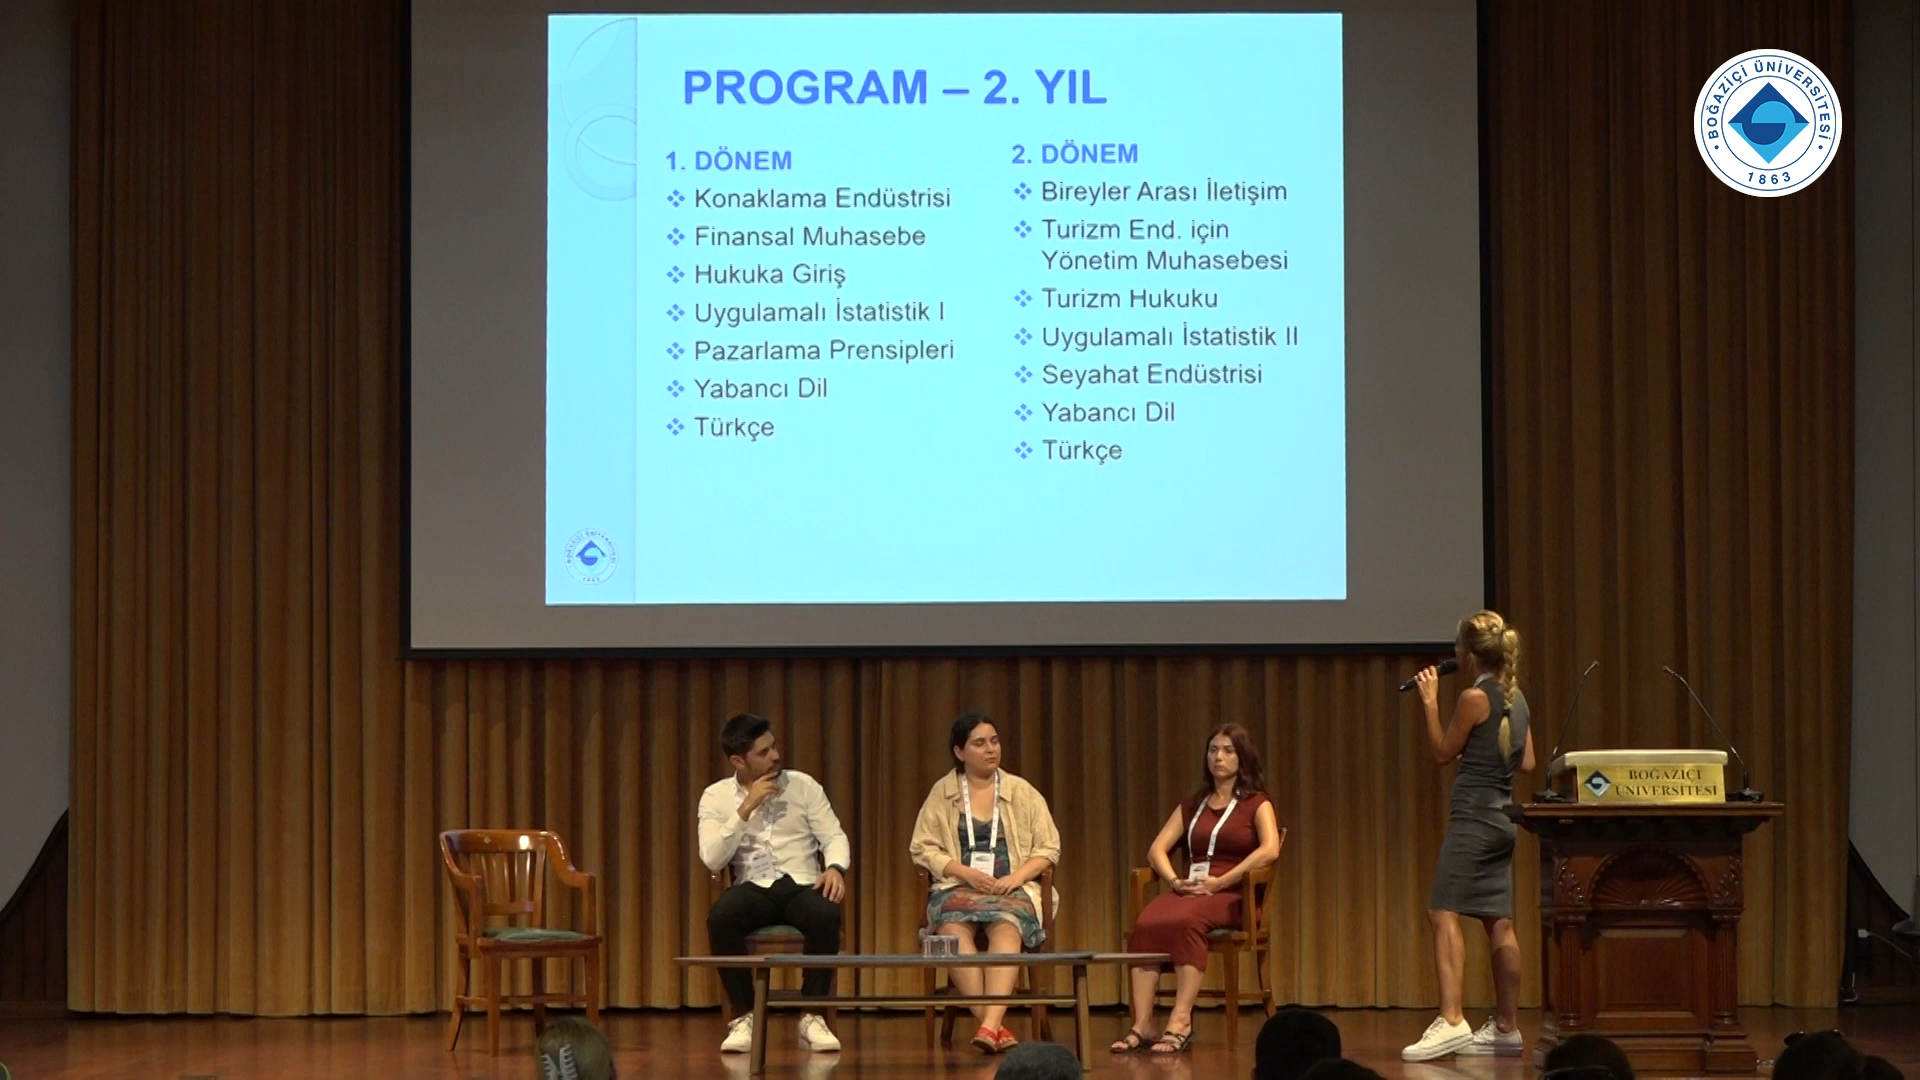 PROGRAM – 2. YIL
1. DÖNEM
Konaklama Endüstrisi
Finansal Muhasebe
Hukuka Giriş
Uygulamalı İstatistik I
Pazarlama Prensipleri
Yabancı Dil
Türkçe
2. DÖNEM
Bireyler Arası İletişim
Turizm End. için
Yönetim Muhasebesi
Turizm Hukuku
Uygulamalı İstatistik II
Seyahat Endüstrisi
Yabancı Dil
Türkçe
BOĞAZİÇİ ÜNİVERSİTESİ
1863
BOĞAZİÇİ
ÜNİVERSİTESİ